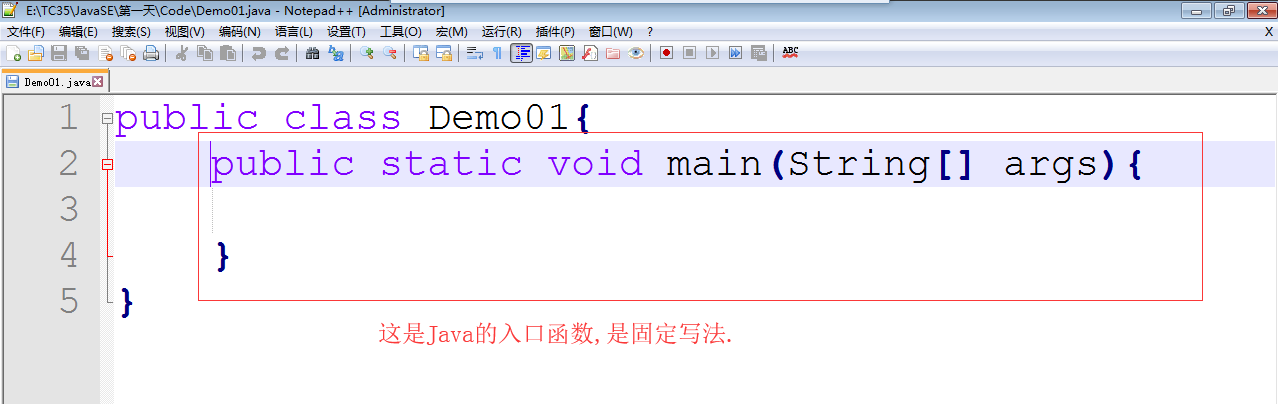 E:\TC35\JavaSE\第一天\Code\Demo01.java - Notepad++ [Administrator]
文件(F) 编辑(E) 搜索(S) 视图(V) 编码(N) 语言(L) 设置(T) 工具(O) 宏(M) 运行(R) 插件(P) 窗口(W) ? X
ABC
Demo01.java
1 public class Demo01{
2 public static void main(String[] args){
3
4 }
5 }
这是Java的入口函数,是固定写法.